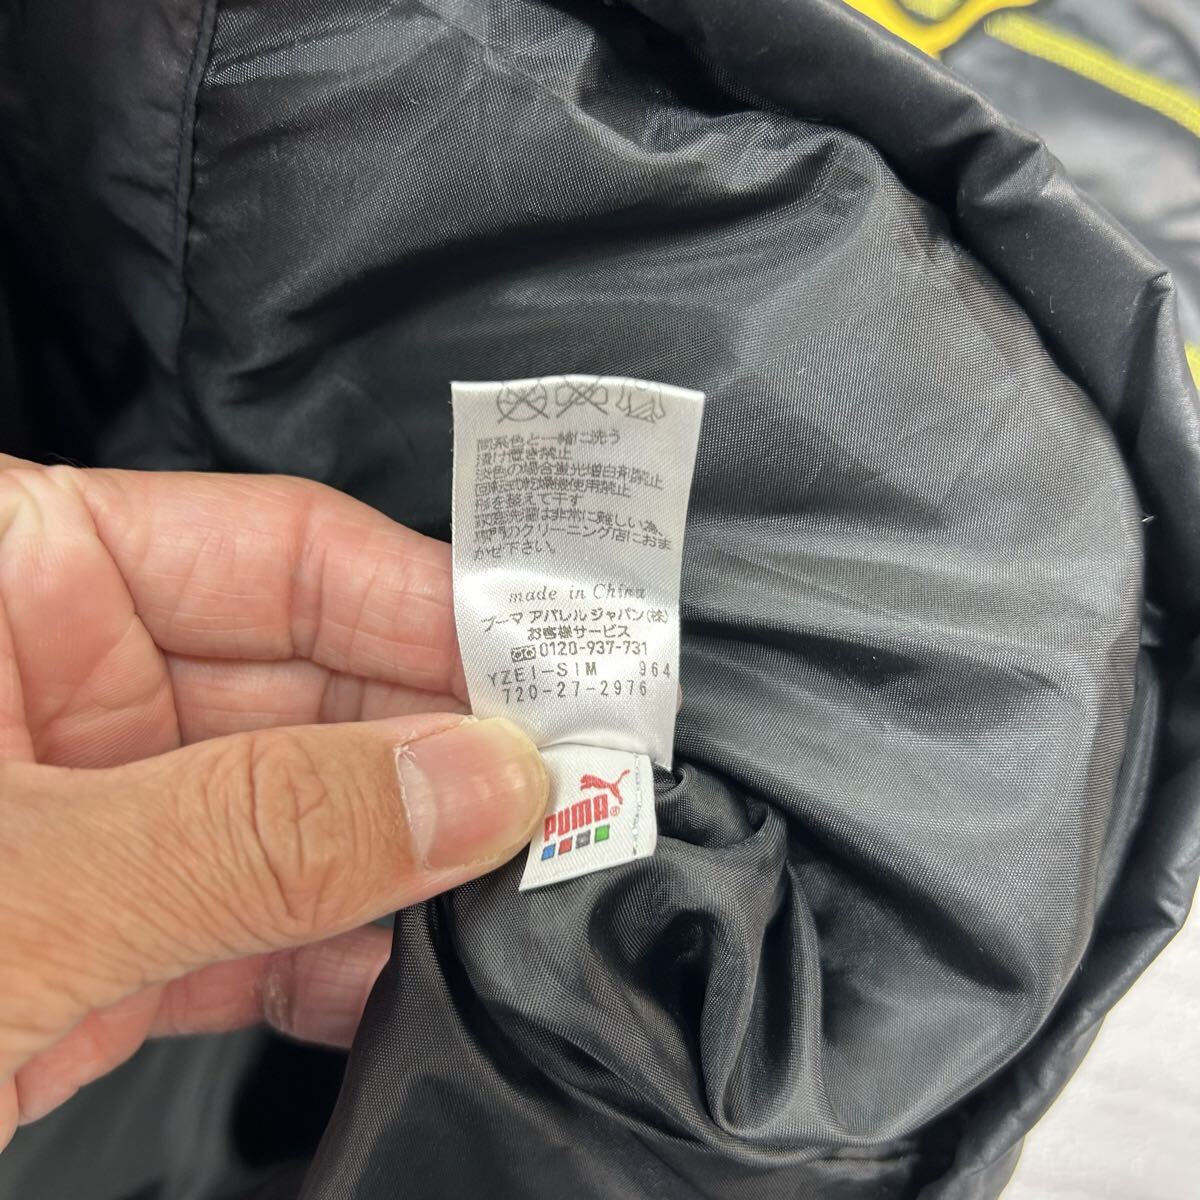 同系色と一緒に洗う
漬け置き禁止
淡色の場合蛍光増白剤禁止
回転式乾燥機使用禁止
形を整えて干す
家庭洗濯は非常に難しい為、
専門のクリーニング店におま
かせ下さい。
made in China
プーマ アパレル ジャパン(株)
お客様サービス
0120-937-731
YZEI-SIM 964
720-27-2976
PUMA®